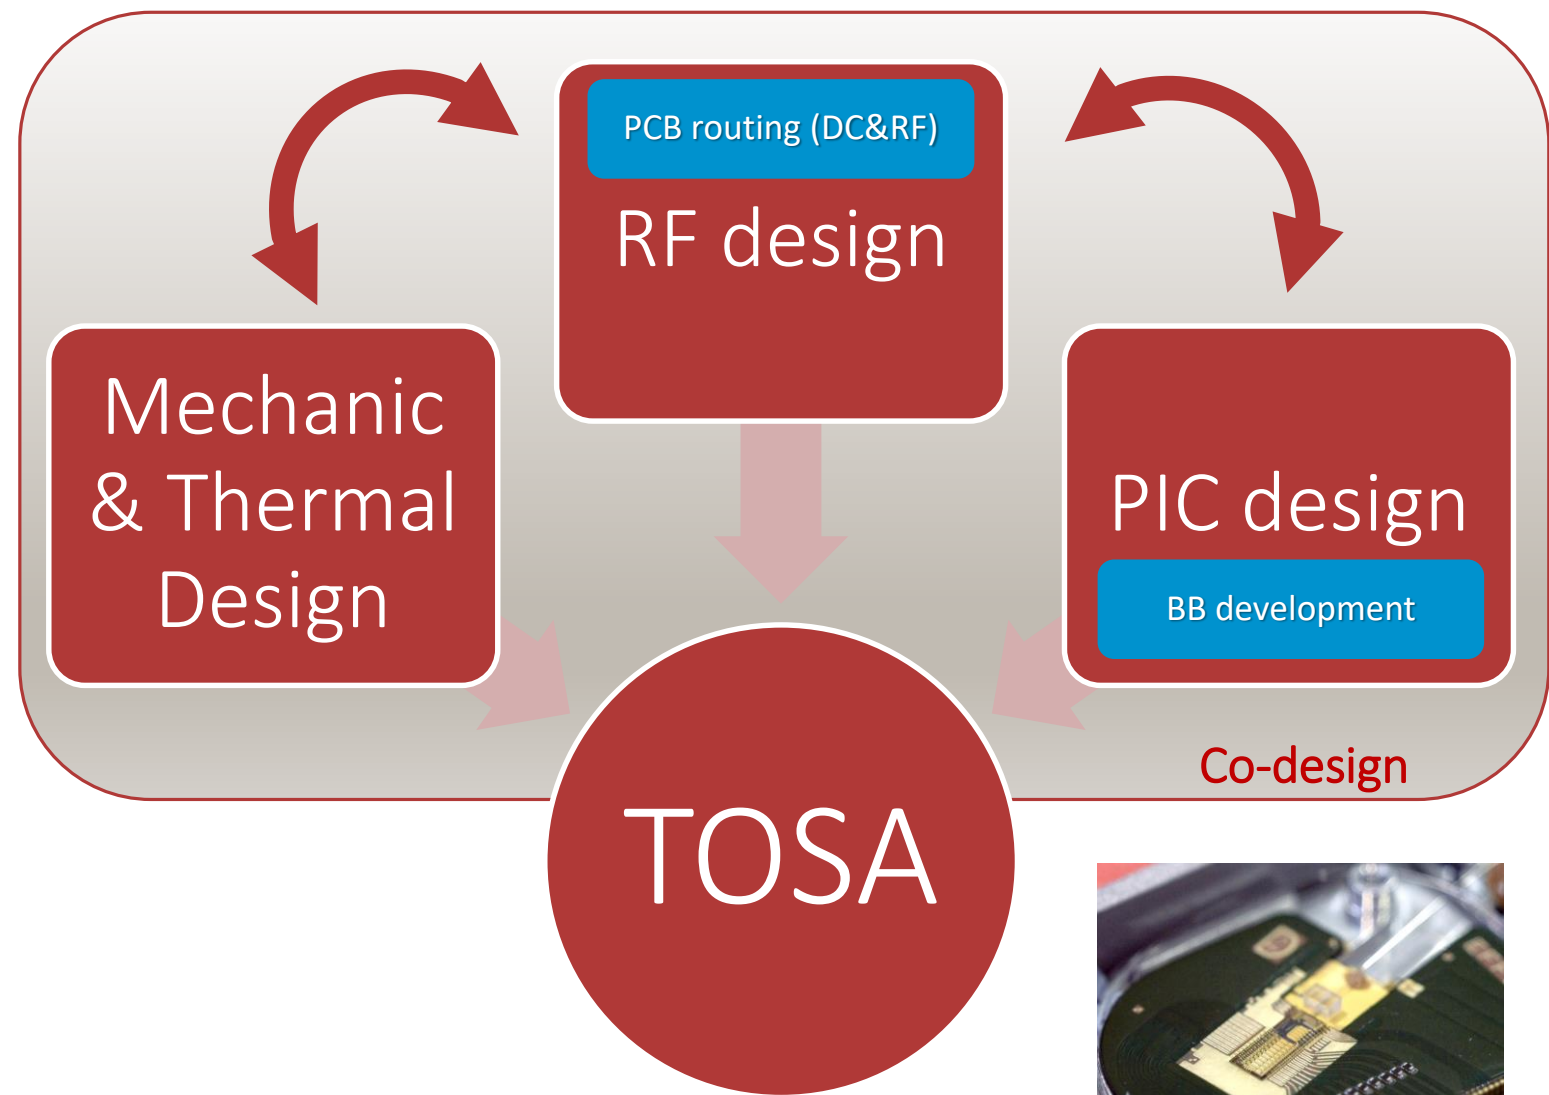 PCB routing (DC&RF)
RF design
Mechanic
& Thermal
Design
PIC design
BB development
Co-design
TOSA